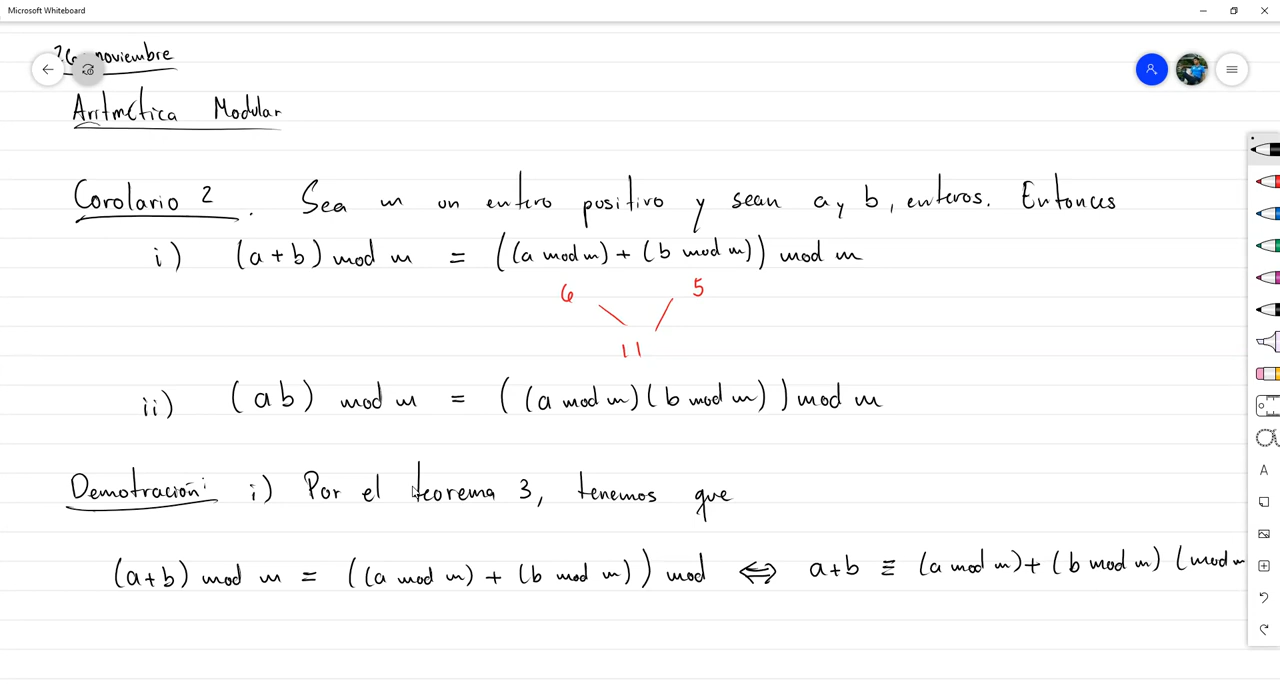 Microsoft Whiteboard
26 noviembre
Aritmética Modular
Corolario 2. Sea m un entero positivo y sean a y b, enteros. Entonces
i) (a+b) mod m = ((a mod m) + (b mod m)) mod m
6 5
11
ii) (ab) mod m = ((a mod m)(b mod m)) mod m
Demotración: i) Por el teorema 3, tenemos que
(a+b) mod m = ((a mod m) + (b mod m)) mod ⇔ a+b ≡ (a mod m)+(b mod m) (mod m
A